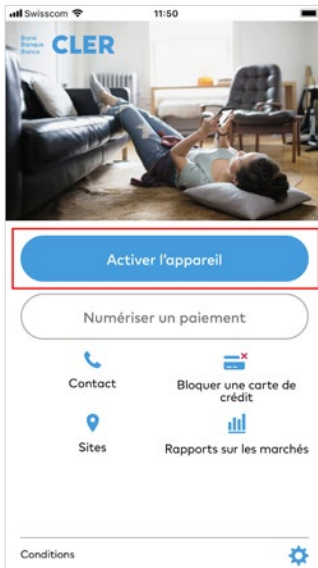 Swisscom 11:50
Bank
Banque
Banca
CLER
Activer l'appareil
Numériser un paiement
Contact
Bloquer une carte de
crédit
Sites
Rapports sur les marchés
Conditions